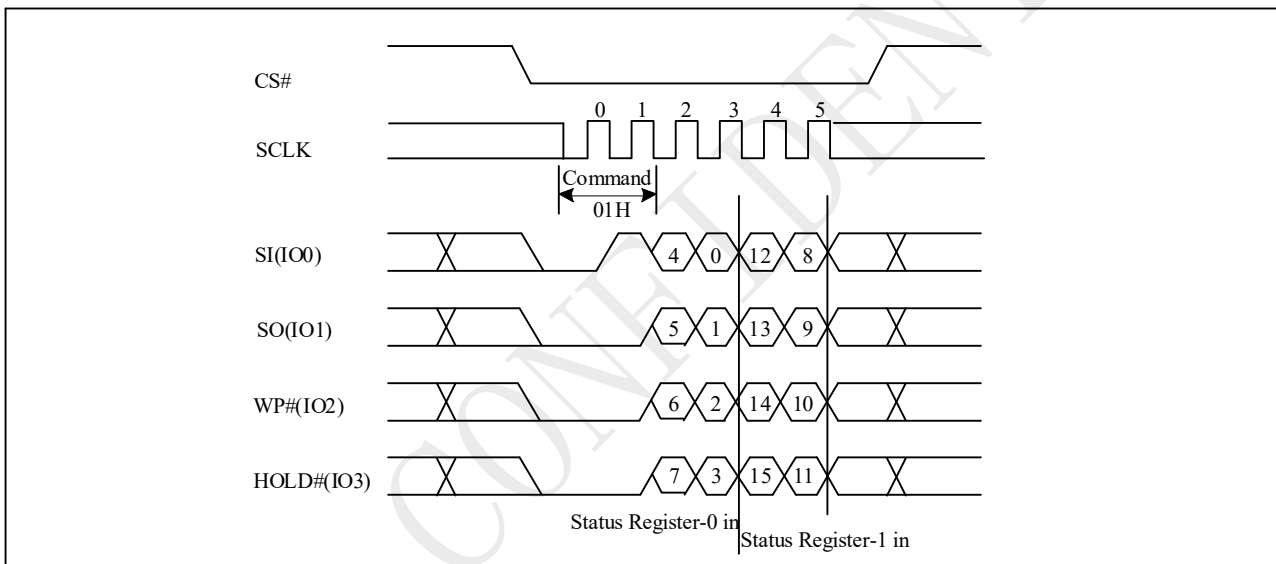 CS#
0 1 2 3 4 5
SCLK
Command
01H
SI(IO0) 4 0 12 8
SO(IO1) 5 1 13 9
WP#(IO2) 6 2 14 10
HOLD#(IO3) 7 3 15 11
Status Register-0 in
Status Register-1 in